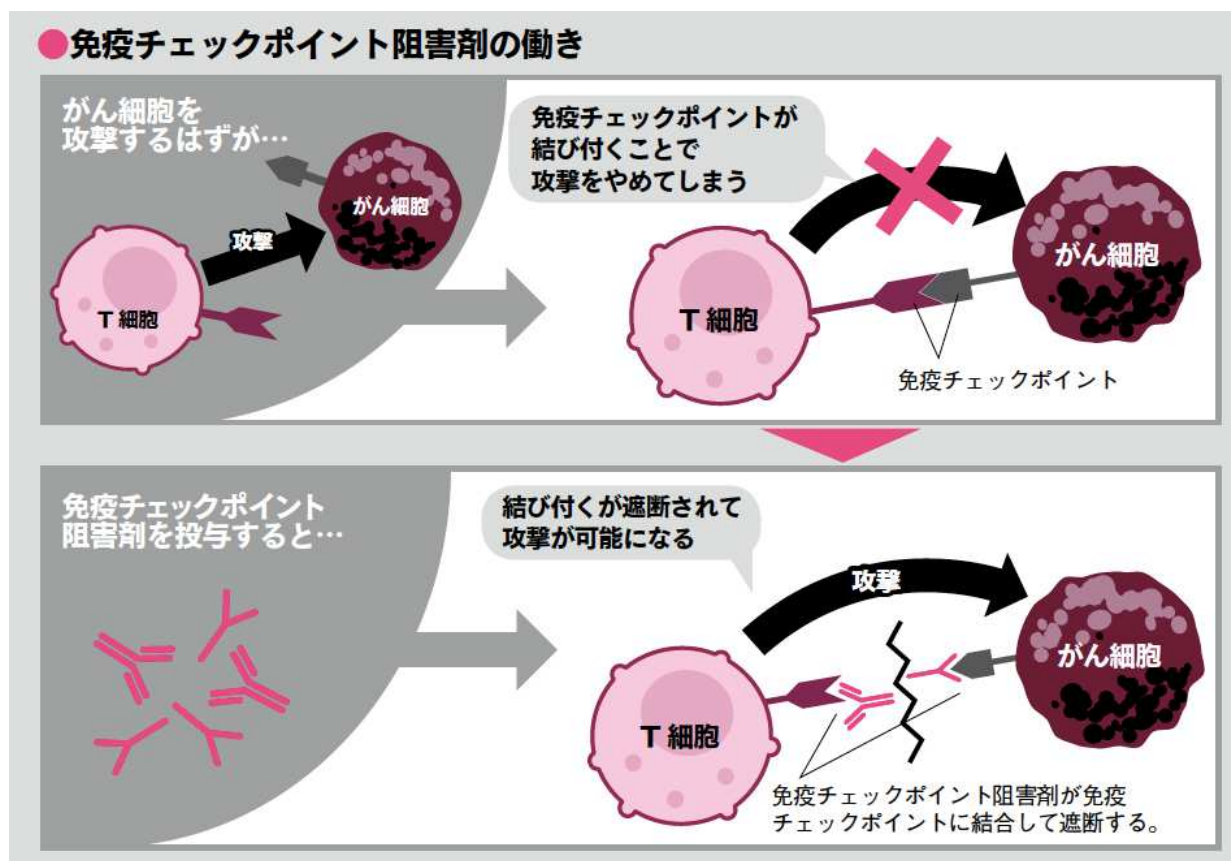 ●免疫チェックポイント阻害剤の働き
がん細胞を
攻撃するはずが…
がん細胞
攻撃
T細胞
免疫チェックポイントが
結び付くことで
攻撃をやめてしまう
がん細胞
T細胞
免疫チェックポイント
免疫チェックポイント
阻害剤を投与すると…
結び付くが遮断されて
攻撃が可能になる
攻撃
がん細胞
T細胞
免疫チェックポイント阻害剤が免疫
チェックポイントに結合して遮断する。